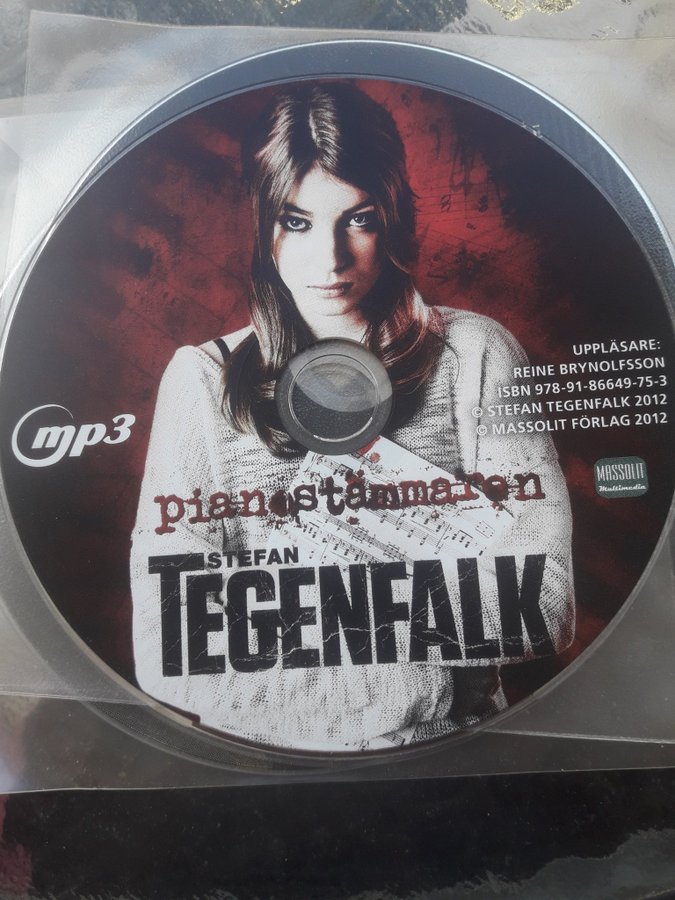 UPPLÄSARE:
REINE BRYNOLFSSON
ISBN 978-91-86649-75-3
© STEFAN TEGENFALK 2012
© MASSOLIT FÖRLAG 2012
mp3
MASSOLIT
Multimedia
pianostämmaren
STEFAN
TEGENFALK